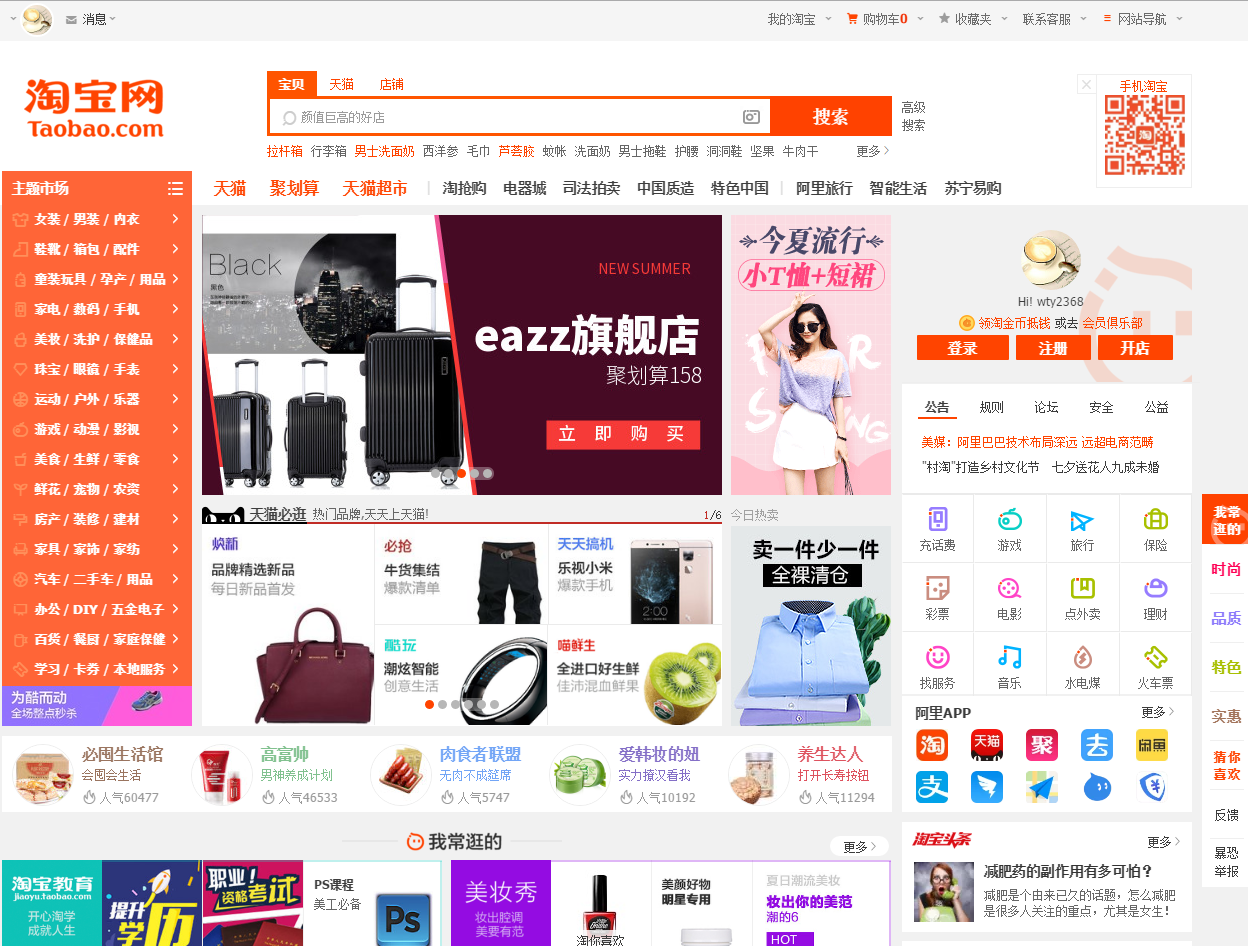 消息
我的淘宝 购物车0 收藏夹 联系客服 网站导航
淘宝网
Taobao.com
宝贝 天猫 店铺
颜值巨高的好店
搜索
高级
搜索
手机淘宝
淘
拉杆箱 行李箱 男士洗面奶 西洋参 毛巾 芦荟胶 蚊帐 洗面奶 男士拖鞋 护腰 洞洞鞋 坚果 牛肉干 更多
主题市场
天猫 聚划算 天猫超市 淘抢购 电器城 司法拍卖 中国质造 特色中国 阿里旅行 智能生活 苏宁易购
女装 / 男装 / 内衣
鞋靴 / 箱包 / 配件
童装玩具 / 孕产 / 用品
家电 / 数码 / 手机
美妆 / 洗护 / 保健品
珠宝 / 眼镜 / 手表
运动 / 户外 / 乐器
游戏 / 动漫 / 影视
美食 / 生鲜 / 零食
鲜花 / 宠物 / 农资
房产 / 装修 / 建材
家具 / 家饰 / 家纺
汽车 / 二手车 / 用品
办公 / DIY / 五金电子
百货 / 餐厨 / 家庭保健
学习 / 卡券 / 本地服务
为酷而动
全场整点秒杀
Black
黑色
NEW SUMMER
eazz旗舰店
聚划算158
立即购买
今夏流行
小T恤+短裙
PR
SO NG
Hi! wty2368
领淘金币抵钱 或去 会员俱乐部
登录 注册 开店
公告 规则 论坛 安全 公益
美媒：阿里巴巴技术布局深远 远超电商范畴
"村淘"打造乡村文化节 七夕送花人九成未婚
充话费 游戏 旅行 保险
彩票 电影 点外卖 理财
找服务 音乐 水电煤 火车票
天猫必逛 热门品牌,天天上天猫! 1/6
焕新
品牌精选新品
每日新品首发
必抢
牛货集结
爆款清单
天天搞机
乐视小米
爆款手机
2:00
酷玩
潮炫智能
创意生活
喵鲜生
全进口好生鲜
佳沛混血鲜果
今日热卖
卖一件少一件
全裸清仓
阿里APP 更多
淘 天猫 聚 去 闲鱼
支
必囤生活馆
会囤会生活
人气60477
高富帅
男神养成计划
人气46533
肉食者联盟
无肉不成筵席
人气5747
爱韩妆的妞
实力撩汉看我
人气10192
养生达人
打开长寿按钮
人气11294
我常逛的
更多
淘宝教育
jiaoyu.taobao.com
开心淘学
成就人生
提升
学历
职业!
资格考试
PS课程
美工必备
Ps
美妆秀
妆出腔调
美要有范
淘你喜欢
美颜好物
明星专用
夏日潮流美妆
妆出你的美范
潮的6
HOT
淘宝头条 更多
减肥药的副作用有多可怕？
减肥是个由来已久的话题，怎么减肥
是很多人关注的重点，尤其是女生！
我常
逛的
时尚
品质
特色
实惠
猜你
喜欢
反馈
暴恐
举报